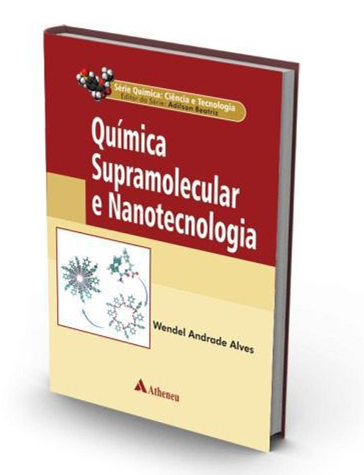 Série Química: Ciência e Tecnologia
Editor da Série: Adilson Beatriz
Química
Supramolecular
e Nanotecnologia
Wendel Andrade Alves
Atheneu